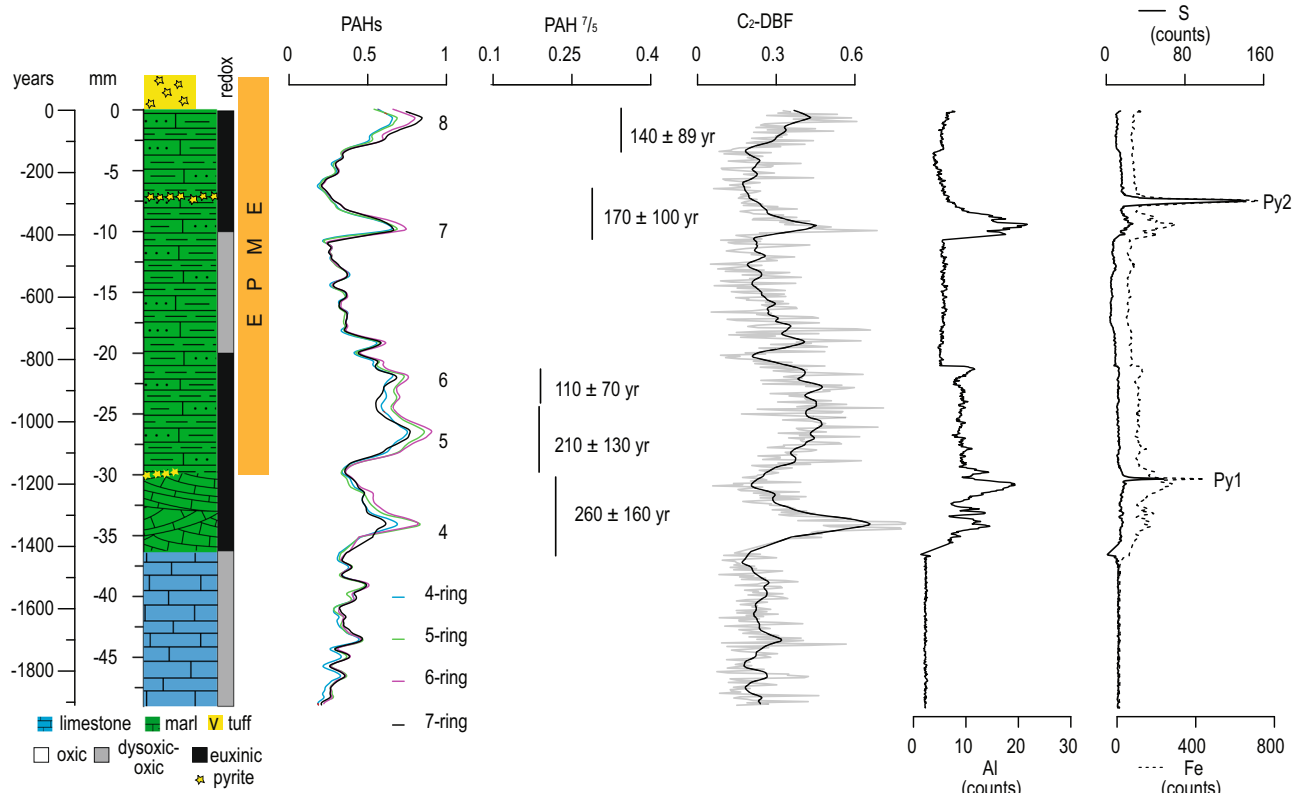 PAHs
PAH 7/5
C₂-DBF
S
(counts)
0 0.5 1
0.1 0.25 0.4
0 0.3 0.6
0 80 160
years
mm
redox
0
-200
-400
-600
-800
-1000
-1200
-1400
-1600
-1800
0
-5
-10
-15
-20
-25
-30
-35
-40
-45
E P M E
8
7
6
5
4
140 ± 89 yr
170 ± 100 yr
110 ± 70 yr
210 ± 130 yr
260 ± 160 yr
Py2
Py1
4-ring
5-ring
6-ring
7-ring
limestone marl V tuff
oxic dysoxic-oxic euxinic
pyrite
0 10 20 30
Al
(counts)
0 400 800
Fe
(counts)